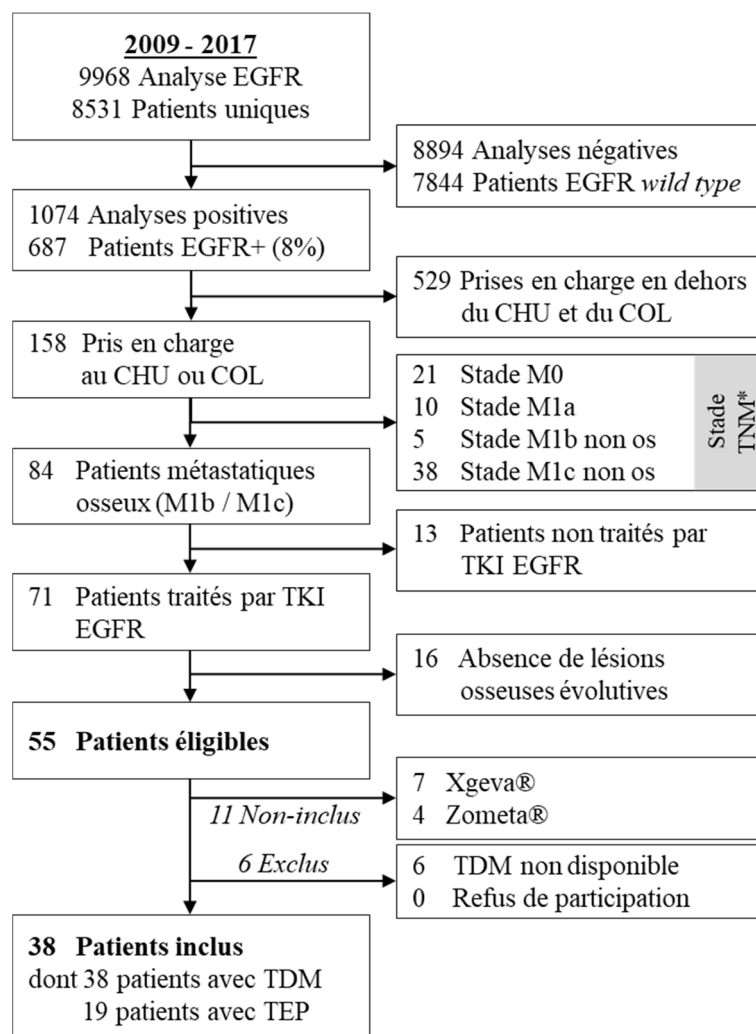 2009 - 2017
9968 Analyse EGFR
8531 Patients uniques
8894 Analyses négatives
7844 Patients EGFR wild type
1074 Analyses positives
687 Patients EGFR+ (8%)
529 Prises en charge en dehors
du CHU et du COL
158 Pris en charge
au CHU ou COL
21 Stade M0
10 Stade M1a
5 Stade M1b non os
38 Stade M1c non os
Stade
TNM*
84 Patients métastatiques
osseux (M1b / M1c)
13 Patients non traités par
TKI EGFR
71 Patients traités par TKI
EGFR
16 Absence de lésions
osseuses évolutives
55 Patients éligibles
11 Non-inclus
7 Xgeva®
4 Zometa®
6 Exclus
6 TDM non disponible
0 Refus de participation
38 Patients inclus
dont 38 patients avec TDM
19 patients avec TEP